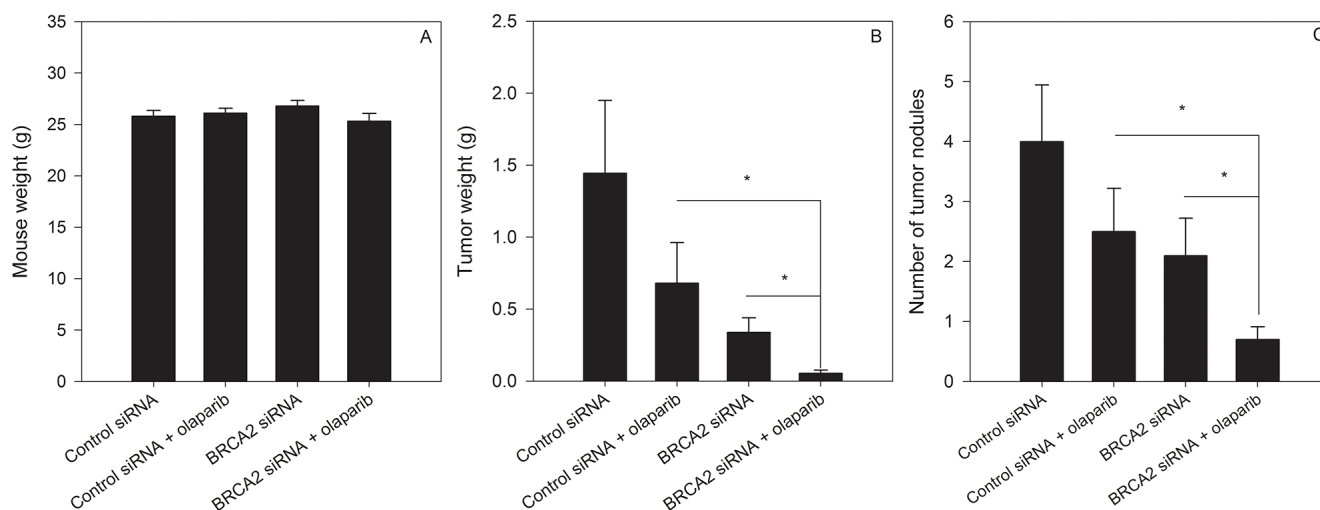 A
Mouse weight (g)
35
30
25
20
15
10
5
0
Control siRNA
Control siRNA + olaparib
BRCA2 siRNA
BRCA2 siRNA + olaparib
B
Tumor weight (g)
2.5
2.0
1.5
1.0
0.5
0.0
*
*
Control siRNA
Control siRNA + olaparib
BRCA2 siRNA
BRCA2 siRNA + olaparib
C
Number of tumor nodules
6
5
4
3
2
1
0
*
*
Control siRNA
Control siRNA + olaparib
BRCA2 siRNA
BRCA2 siRNA + olaparib